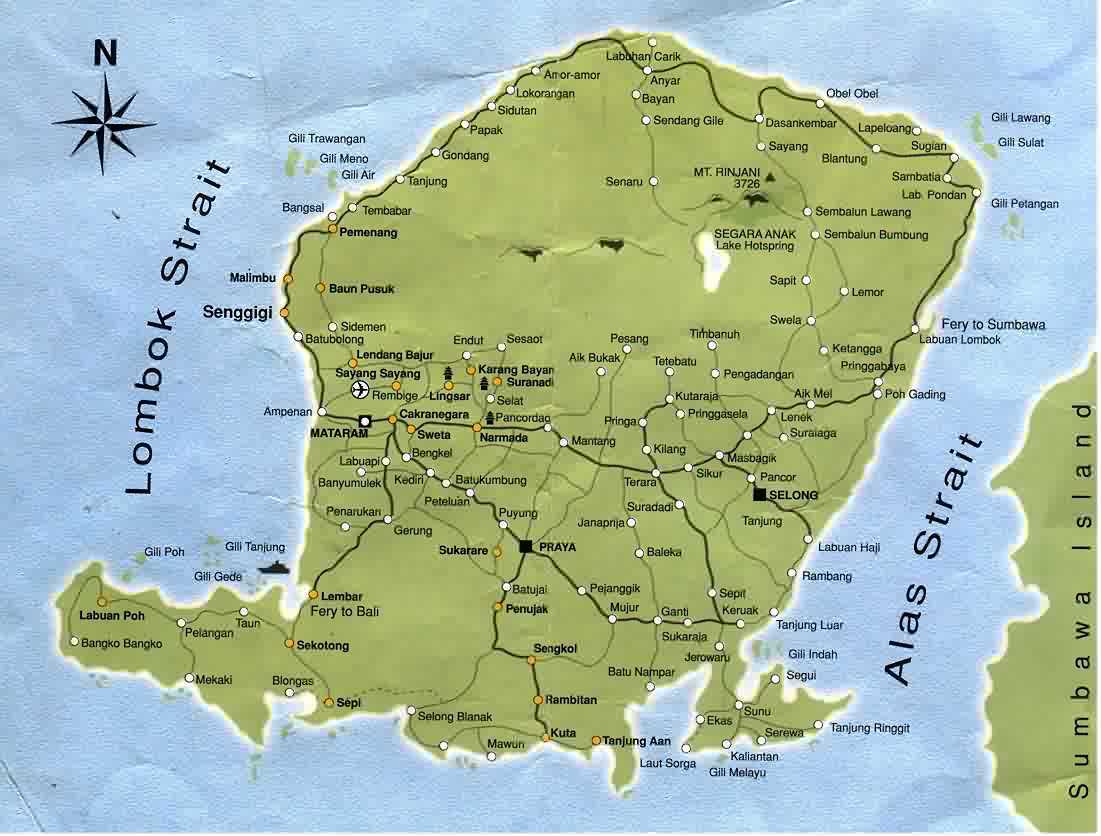 N
Lombok Strait
Alas Strait
Sumbawa Island
Labuhan Carik
Anyar
Amor-amor
Lokorangan
Bayan
Sidutan
Sendang Gile
Papak
Gondang
Tanjung
Tembabar
Bangsal
Pemenang
Gili Trawangan
Gili Meno
Gili Air
Obel Obel
Dasankembar
Sayang
Lapeloang
Blantung
Sugian
Sambatia
Lab. Pondan
Gili Lawang
Gili Sulat
Gili Petangan
Senaru
MT. RINJANI
3726
Sembalun Lawang
SEGARA ANAK
Lake Hotspring
Sembalun Bumbung
Malimbu
Baun Pusuk
Senggigi
Sapit
Lemor
Sidemen
Batubolong
Swela
Fery to Sumbawa
Labuan Lombok
Lendang Bajur
Endut
Sesaot
Pesang
Timbanuh
Aik Bukak
Tetebatu
Ketangga
Pringgabaya
Sayang Sayang
Karang Bayan
Suranadi
Pengadangan
Rembige
Lingsar
Selat
Kutaraja
Aik Mel
Poh Gading
Ampenan
Cakranegara
Pancordao
Pringgasela
Lenek
MATARAM
Sweta
Narmada
Mantang
Pringa
Suralaga
Bengkel
Kilang
Masbagik
Labuapi
Banyumulek
Kediri
Batukumbung
Peteluan
Terara
Sikur
Pancor
SELONG
Penarukan
Gerung
Puyung
Janaprija
Suradadi
Tanjung
Sukarare
PRAYA
Baleka
Labuan Haji
Gili Poh
Gili Tanjung
Gili Gede
Rambang
Lembar
Fery to Bali
Batujai
Penujak
Pejanggik
Sepit
Labuan Poh
Taun
Mujur
Ganti
Keruak
Tanjung Luar
Bangko Bangko
Pelangan
Sekotong
Sukaraja
Sengkol
Jerowaru
Gili Indah
Mekaki
Blongas
Batu Nampar
Segui
Sepi
Rambitan
Selong Blanak
Sunu
Ekas
Serewa
Tanjung Ringgit
Mawun
Kuta
Tanjung Aan
Laut Sorga
Kaliantan
Gili Melayu